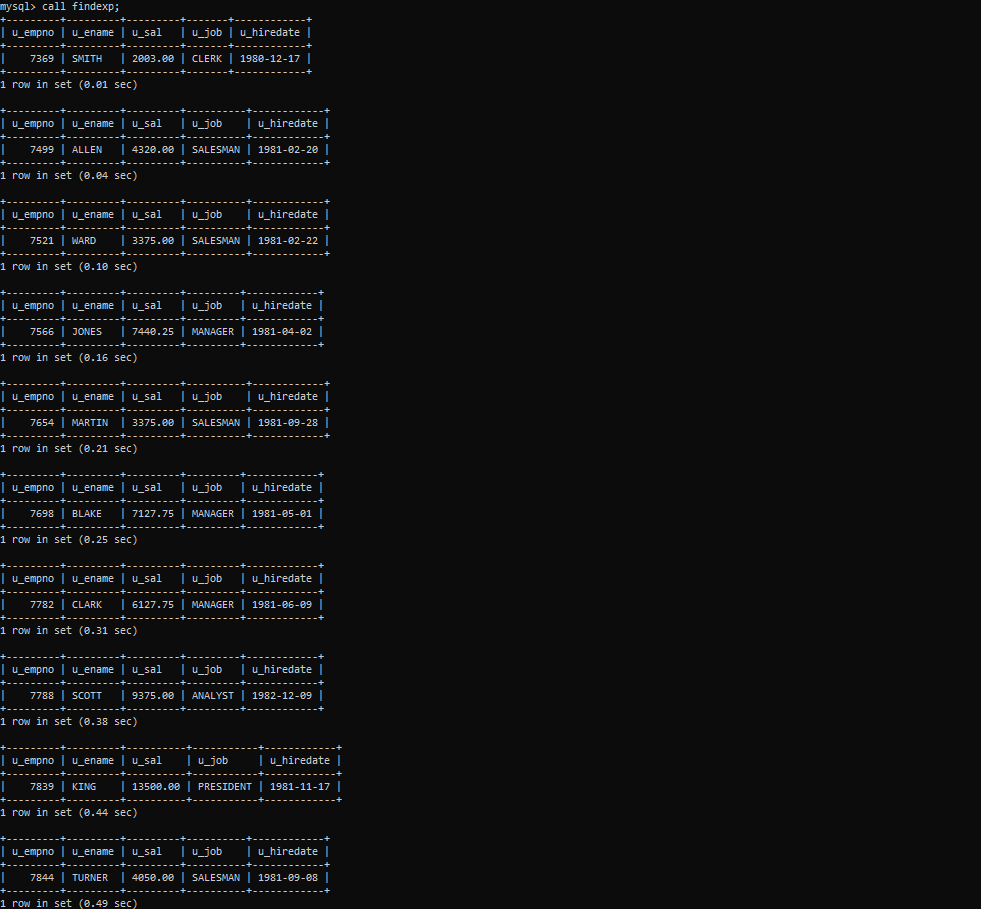 mysql> call findexp;
+---------+---------+---------+-------+------------+
| u_empno | u_ename | u_sal   | u_job | u_hiredate |
+---------+---------+---------+-------+------------+
|    7369 | SMITH   | 2003.00 | CLERK | 1980-12-17 |
+---------+---------+---------+-------+------------+
1 row in set (0.01 sec)

+---------+---------+---------+----------+------------+
| u_empno | u_ename | u_sal   | u_job    | u_hiredate |
+---------+---------+---------+----------+------------+
|    7499 | ALLEN   | 4320.00 | SALESMAN | 1981-02-20 |
+---------+---------+---------+----------+------------+
1 row in set (0.04 sec)

+---------+---------+---------+----------+------------+
| u_empno | u_ename | u_sal   | u_job    | u_hiredate |
+---------+---------+---------+----------+------------+
|    7521 | WARD    | 3375.00 | SALESMAN | 1981-02-22 |
+---------+---------+---------+----------+------------+
1 row in set (0.10 sec)

+---------+---------+---------+---------+------------+
| u_empno | u_ename | u_sal   | u_job   | u_hiredate |
+---------+---------+---------+---------+------------+
|    7566 | JONES   | 7440.25 | MANAGER | 1981-04-02 |
+---------+---------+---------+---------+------------+
1 row in set (0.16 sec)

+---------+---------+---------+----------+------------+
| u_empno | u_ename | u_sal   | u_job    | u_hiredate |
+---------+---------+---------+----------+------------+
|    7654 | MARTIN  | 3375.00 | SALESMAN | 1981-09-28 |
+---------+---------+---------+----------+------------+
1 row in set (0.21 sec)

+---------+---------+---------+---------+------------+
| u_empno | u_ename | u_sal   | u_job   | u_hiredate |
+---------+---------+---------+---------+------------+
|    7698 | BLAKE   | 7127.75 | MANAGER | 1981-05-01 |
+---------+---------+---------+---------+------------+
1 row in set (0.25 sec)

+---------+---------+---------+---------+------------+
| u_empno | u_ename | u_sal   | u_job   | u_hiredate |
+---------+---------+---------+---------+------------+
|    7782 | CLARK   | 6127.75 | MANAGER | 1981-06-09 |
+---------+---------+---------+---------+------------+
1 row in set (0.31 sec)

+---------+---------+---------+---------+------------+
| u_empno | u_ename | u_sal   | u_job   | u_hiredate |
+---------+---------+---------+---------+------------+
|    7788 | SCOTT   | 9375.00 | ANALYST | 1982-12-09 |
+---------+---------+---------+---------+------------+
1 row in set (0.38 sec)

+---------+---------+----------+-----------+------------+
| u_empno | u_ename | u_sal    | u_job     | u_hiredate |
+---------+---------+----------+-----------+------------+
|    7839 | KING    | 13500.00 | PRESIDENT | 1981-11-17 |
+---------+---------+----------+-----------+------------+
1 row in set (0.44 sec)

+---------+---------+---------+----------+------------+
| u_empno | u_ename | u_sal   | u_job    | u_hiredate |
+---------+---------+---------+----------+------------+
|    7844 | TURNER  | 4050.00 | SALESMAN | 1981-09-08 |
+---------+---------+---------+----------+------------+
1 row in set (0.49 sec)